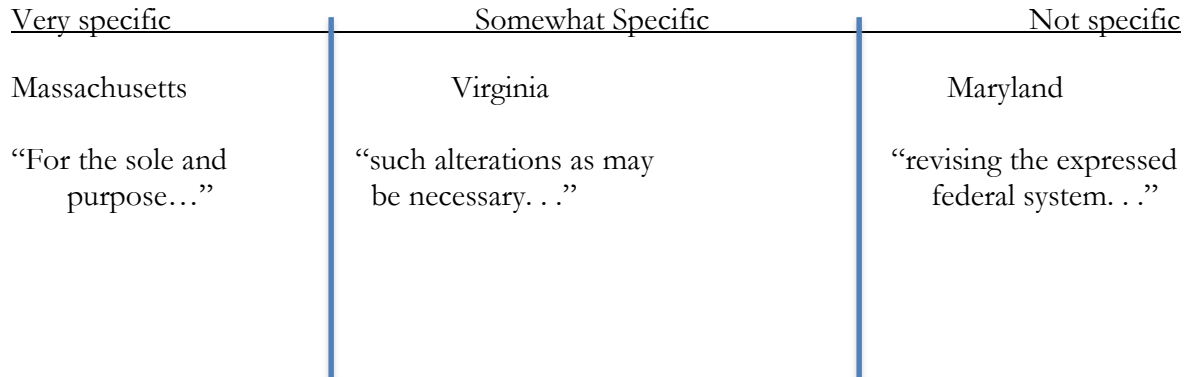 Very specific Somewhat Specific Not specific
Massachusetts Virginia Maryland
“For the sole and “such alterations as may “revising the expressed
purpose…” be necessary. . .” federal system. . .”